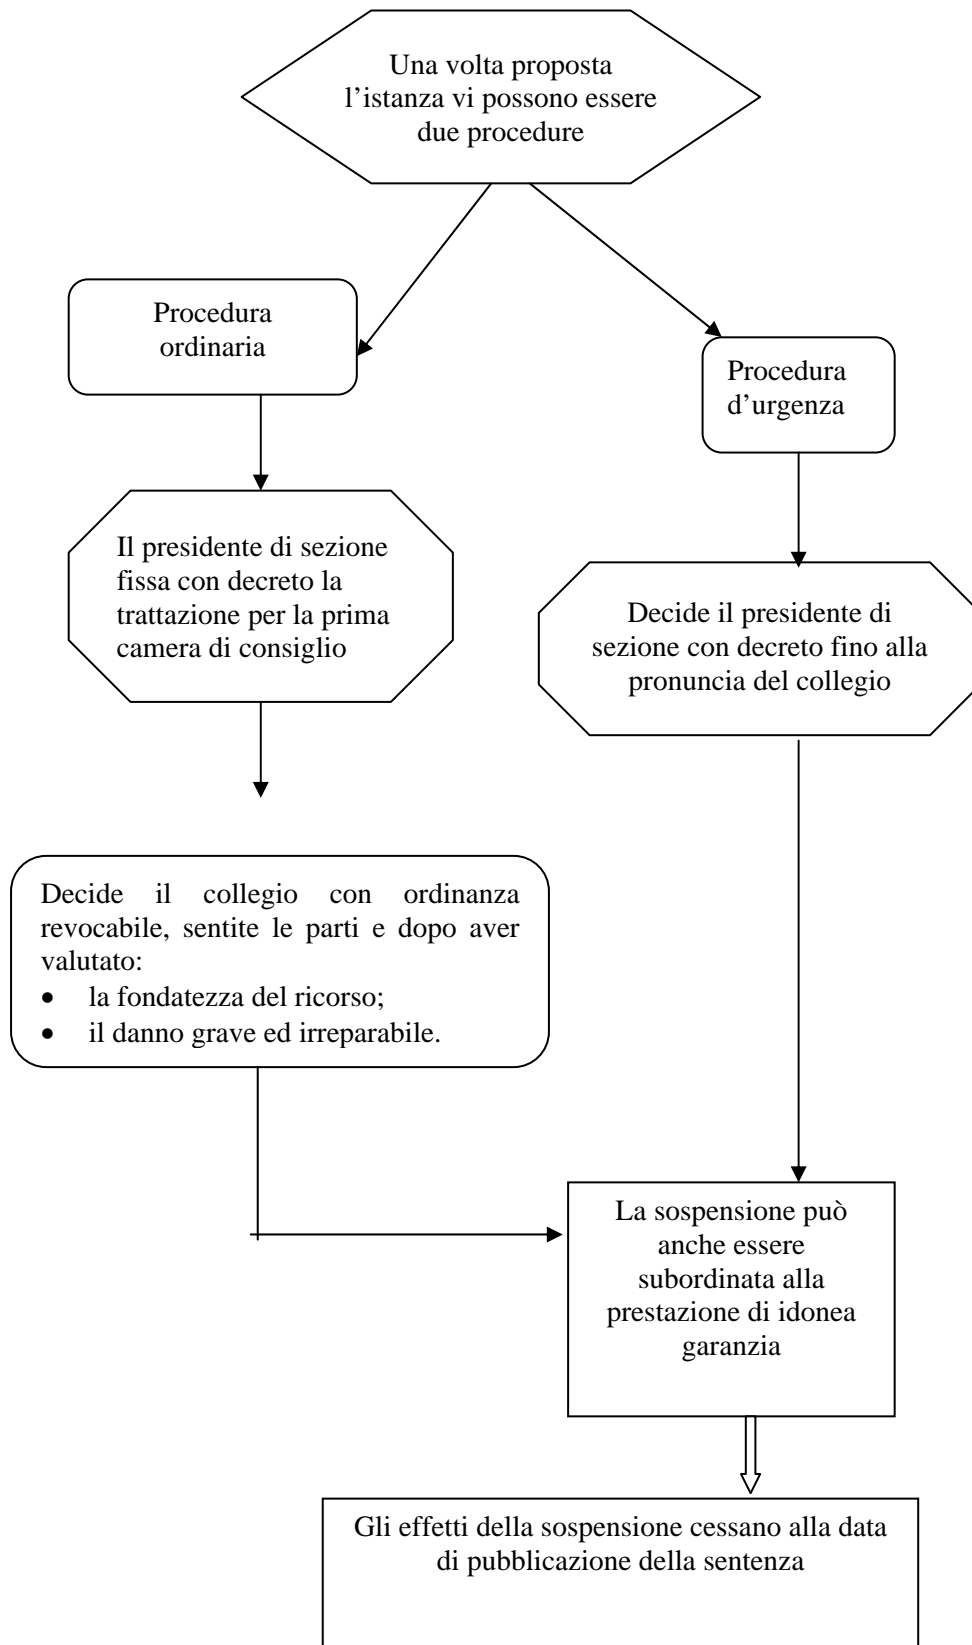 Una volta proposta
l’istanza vi possono essere
due procedure
Procedura
ordinaria
Procedura
d’urgenza
Il presidente di sezione
fissa con decreto la
trattazione per la prima
camera di consiglio
Decide il presidente di
sezione con decreto fino alla
pronuncia del collegio
Decide il collegio con ordinanza
revocabile, sentite le parti e dopo aver
valutato:
• la fondatezza del ricorso;
• il danno grave ed irreparabile.
La sospensione può
anche essere
subordinata alla
prestazione di idonea
garanzia
Gli effetti della sospensione cessano alla data
di pubblicazione della sentenza